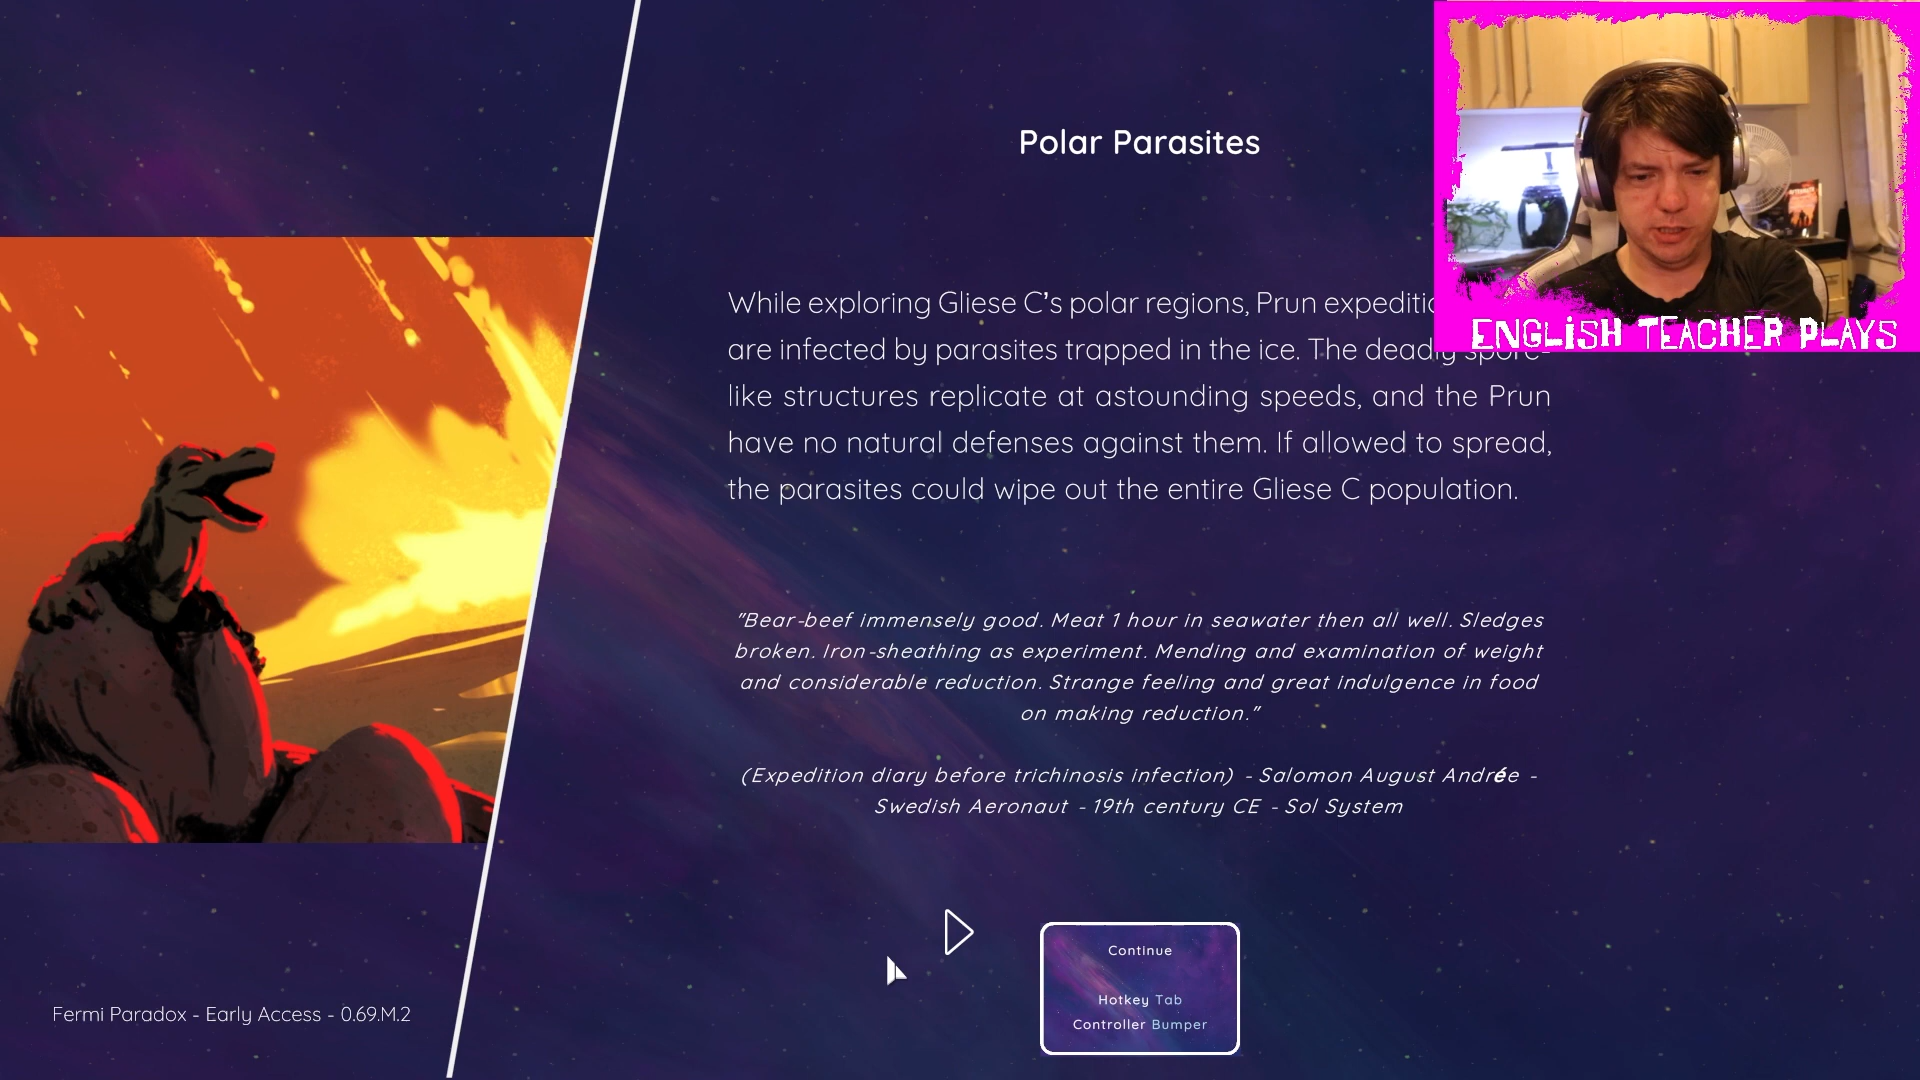 Polar Parasites
While exploring Gliese C's polar regions, Prun
are infected by parasites trapped in the ice. The deadly spore-
like structures replicate at astounding speeds, and the Prun
have no natural defenses against them. If allowed to spread,
the parasites could wipe out the entire Gliese C population.
"Bear-beef immensely good. Meat 1 hour in seawater then all well. Sledges
broken. Iron-sheathing as experiment. Mending and examination of weight
and considerable reduction. Strange feeling and great indulgence in food
on making reduction."
(Expedition diary before trichinosis infection) - Salomon August Andrée -
Swedish Aeronaut - 19th century CE - Sol System
Continue
Hotkey Tab
Controller Bumper
Fermi Paradox - Early Access - 0.69.M.2
ENGLISH TEACHER PLAYS